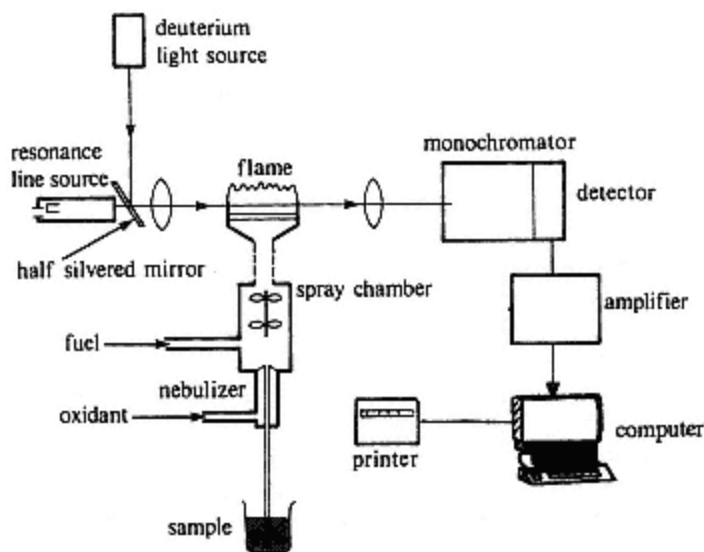 deuterium
light source
resonance
line source
flame
monochromator
detector
half silvered mirror
spray chamber
amplifier
fuel
nebulizer
oxidant
computer
printer
sample